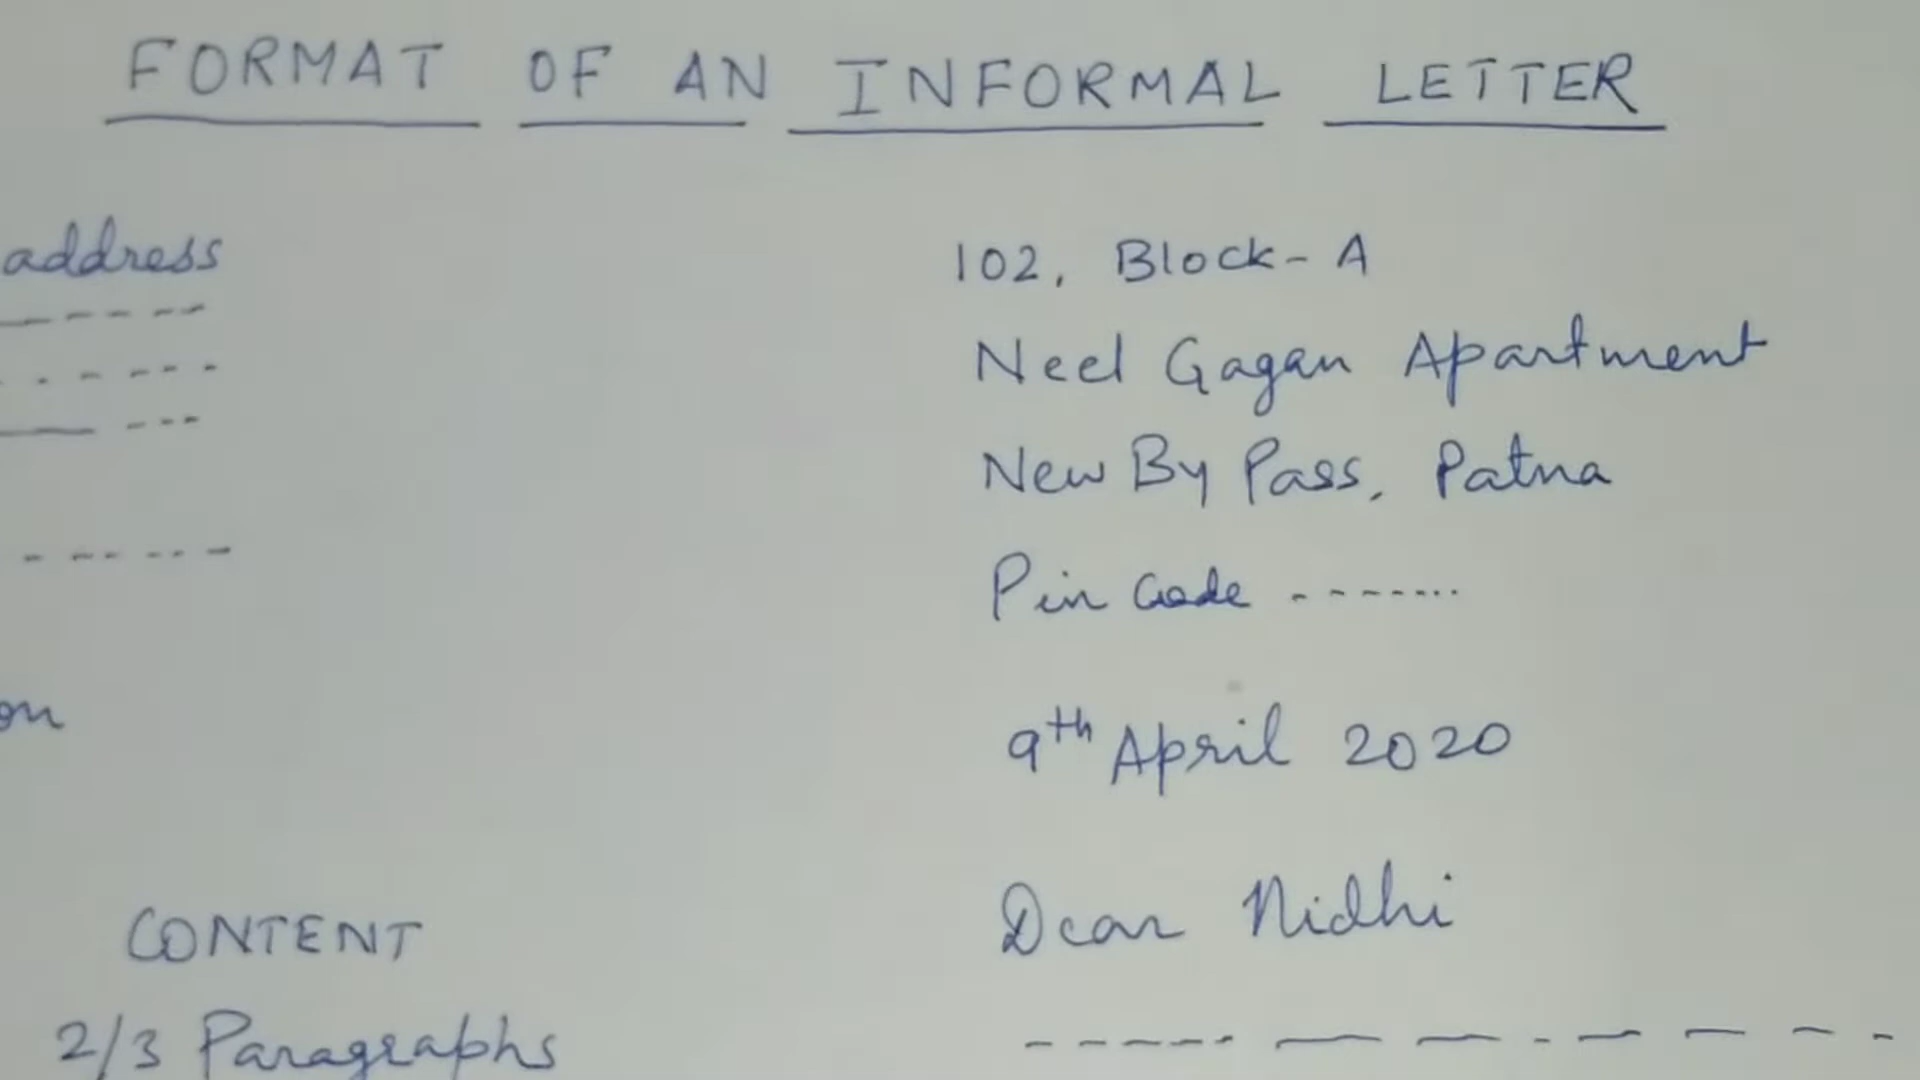 FORMAT OF AN INFORMAL LETTER
address
102, Block-A
Neel Gagan Apartment
New By Pass, Patna
Pin Code -------
9th April 2020
on
Dear Nidhi
CONTENT
2/3 Paragraphs